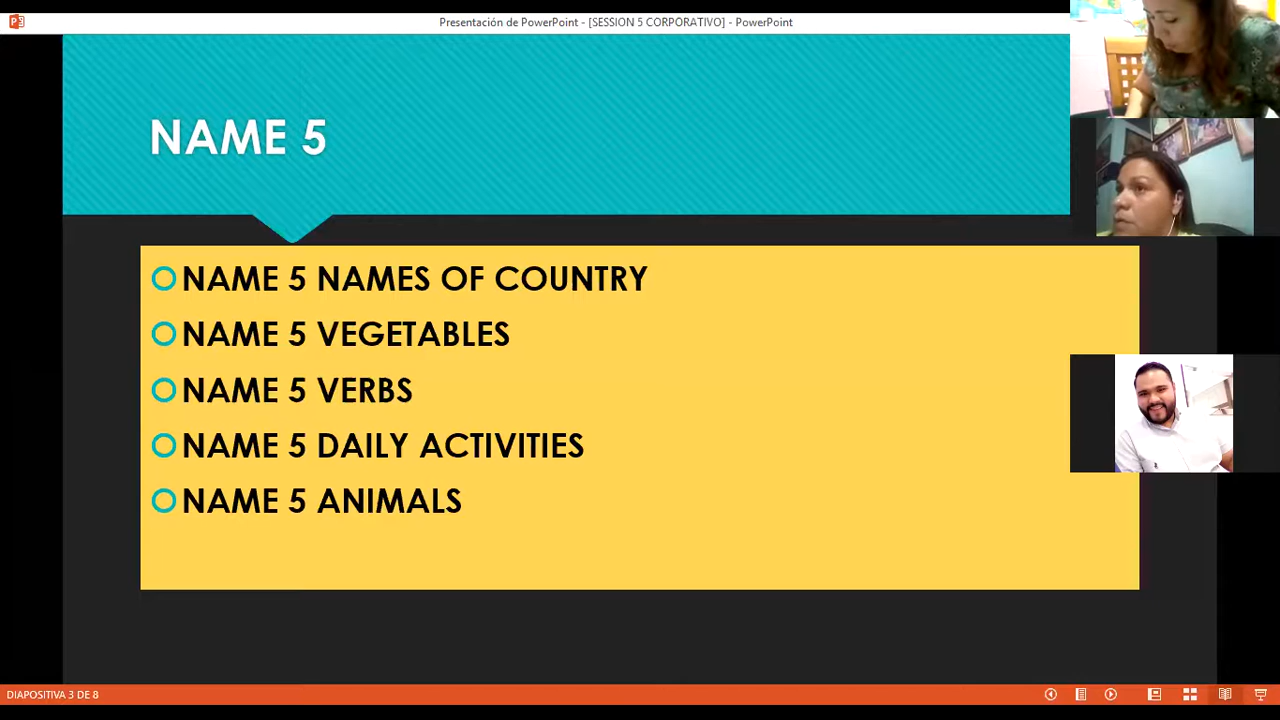 Presentación de PowerPoint - [SESSION 5 CORPORATIVO] - PowerPoint
NAME 5
NAME 5 NAMES OF COUNTRY
NAME 5 VEGETABLES
NAME 5 VERBS
NAME 5 DAILY ACTIVITIES
NAME 5 ANIMALS
DIAPOSITIVA 3 DE 8